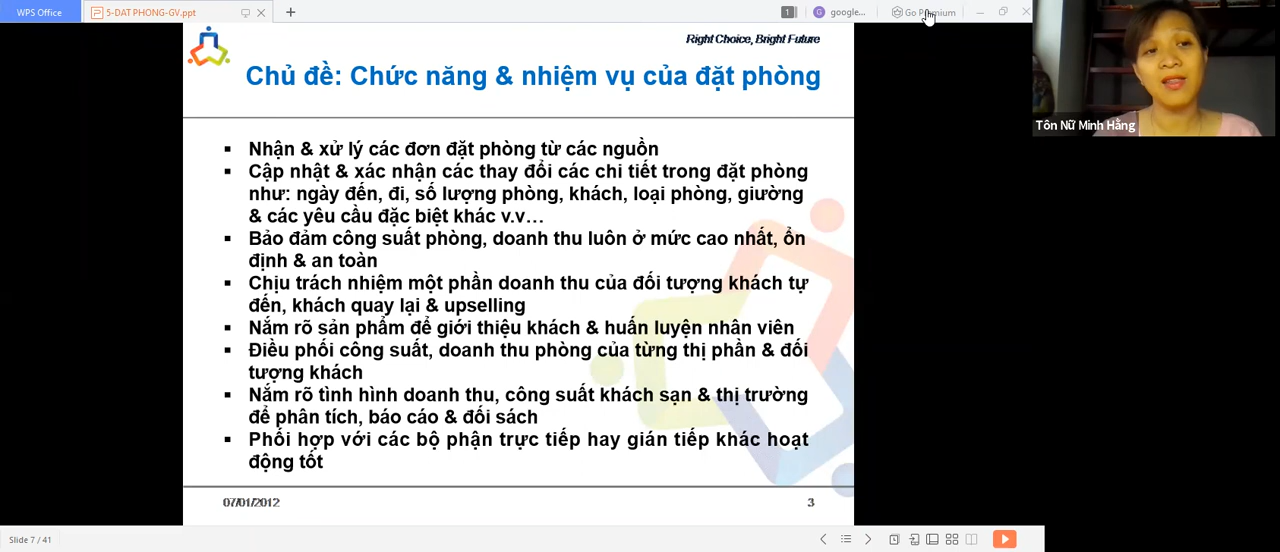 WPS Office
5-DAT PHONG-GV.ppt
1
G
google...
Go Premium
Right Choice, Bright Future
Chủ đề: Chức năng & nhiệm vụ của đặt phòng
Tôn Nữ Minh Hằng
Nhận & xử lý các đơn đặt phòng từ các nguồn
Cập nhật & xác nhận các thay đổi các chi tiết trong đặt phòng
như: ngày đến, đi, số lượng phòng, khách, loại phòng, giường
& các yêu cầu đặc biệt khác v.v…
Bảo đảm công suất phòng, doanh thu luôn ở mức cao nhất, ổn
định & an toàn
Chịu trách nhiệm một phần doanh thu của đối tượng khách tự
đến, khách quay lại & upselling
Nắm rõ sản phẩm để giới thiệu khách & huấn luyện nhân viên
Điều phối công suất, doanh thu phòng của từng thị phần & đối
tượng khách
Nắm rõ tình hình doanh thu, công suất khách sạn & thị trường
để phân tích, báo cáo & đối sách
Phối hợp với các bộ phận trực tiếp hay gián tiếp khác hoạt
động tốt
07/01/2012
3
Slide 7 / 41